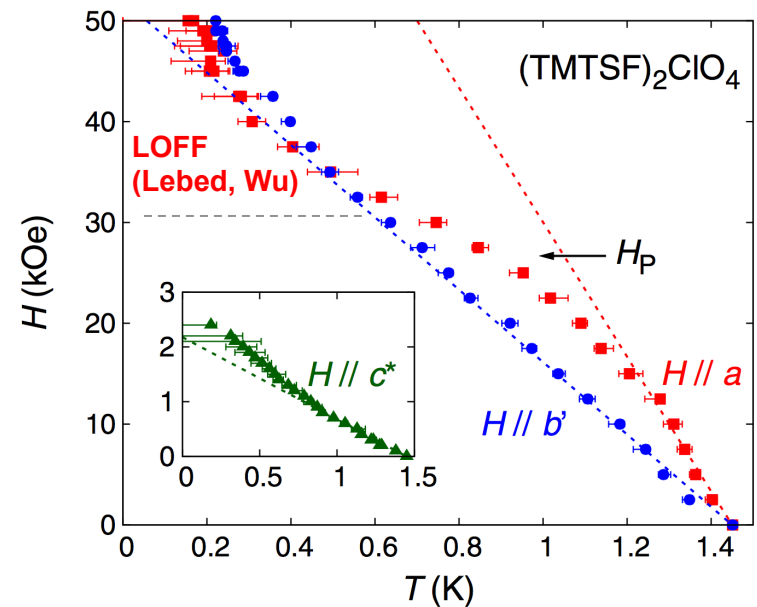 50
40
30
20
10
0
H (kOe)
(TMTSF)₂ClO₄
LOFF
(Lebed, Wu)
H_P
H // a
H // b’
3
2
1
0
H // c*
0 0.5 1 1.5
0 0.2 0.4 0.6 0.8 1 1.2 1.4
T (K)